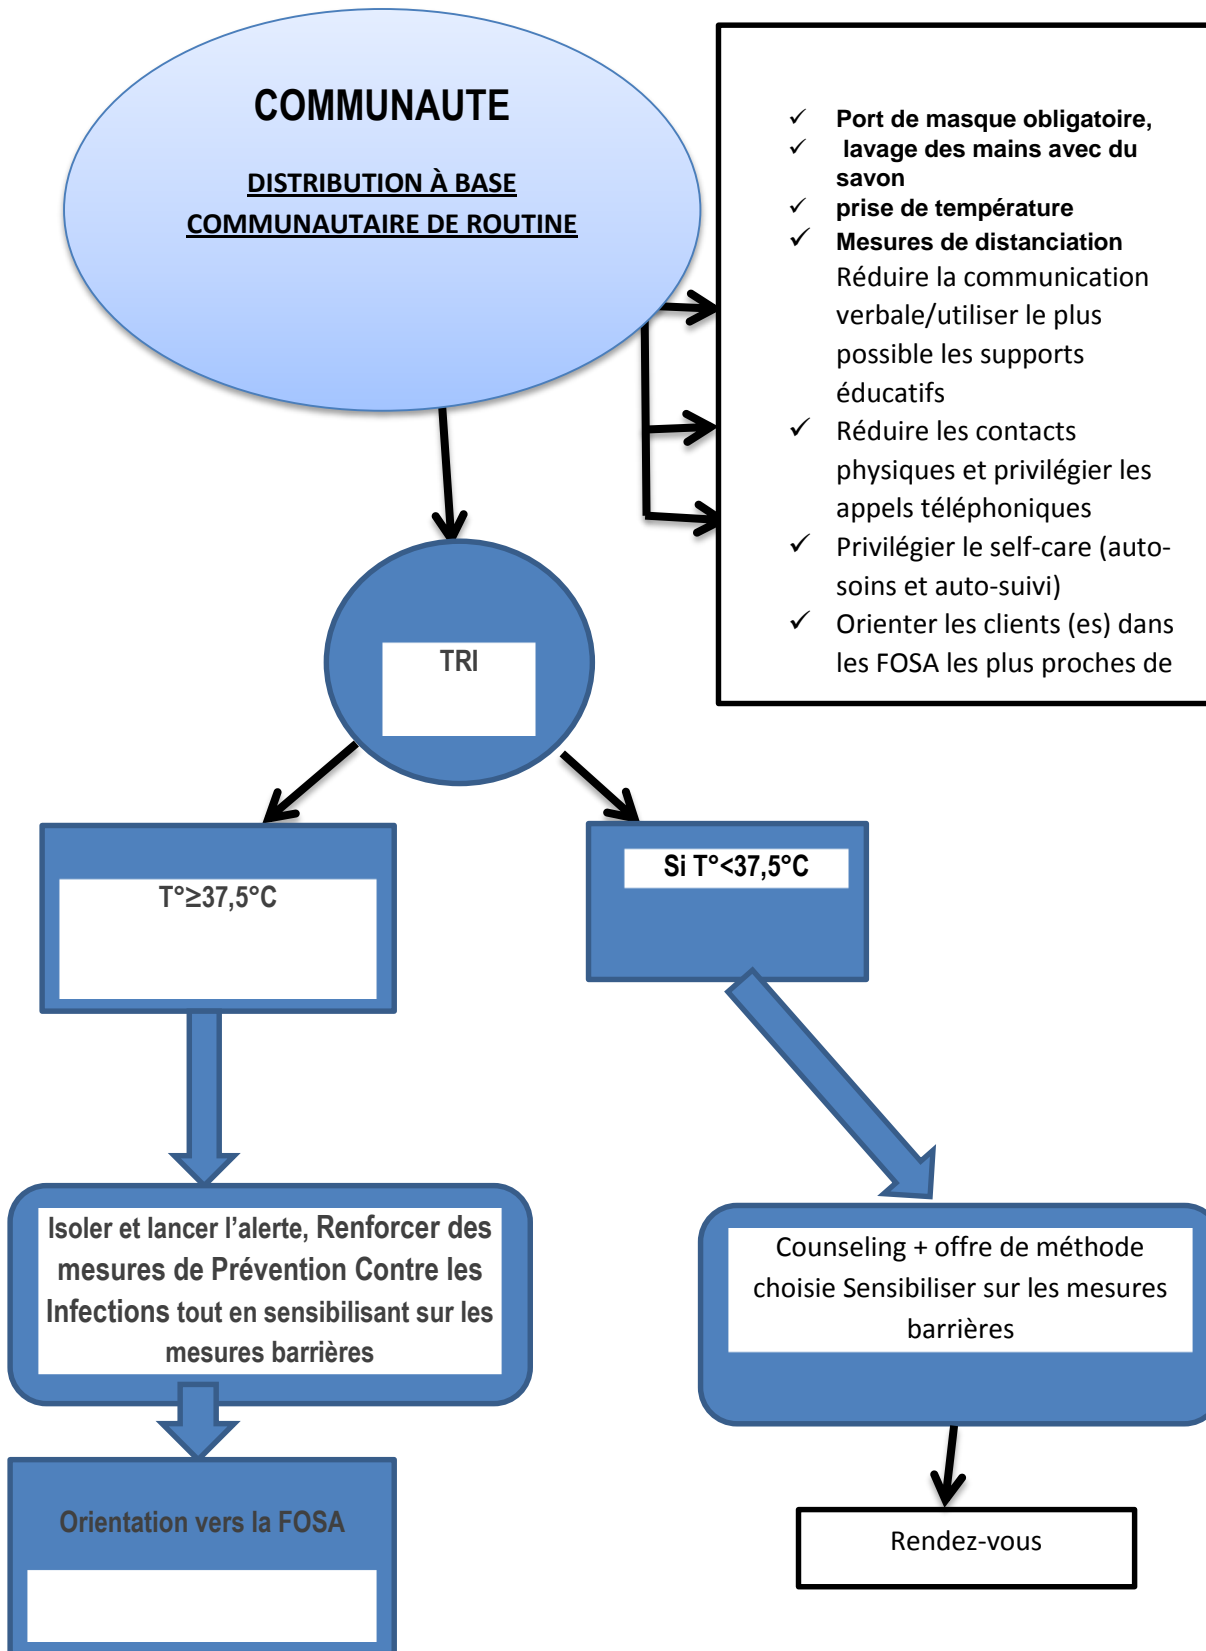 COMMUNAUTE
DISTRIBUTION À BASE
COMMUNAUTAIRE DE ROUTINE
✓ Port de masque obligatoire,
✓ lavage des mains avec du
savon
✓ prise de température
✓ Mesures de distanciation
Réduire la communication
verbale/utiliser le plus
possible les supports
éducatifs
✓ Réduire les contacts
physiques et privilégier les
appels téléphoniques
✓ Privilégier le self-care (auto-
soins et auto-suivi)
✓ Orienter les clients (es) dans
les FOSA les plus proches de
TRI
T°≥37,5°C
Si T°<37,5°C
Isoler et lancer l’alerte, Renforcer des
mesures de Prévention Contre les
Infections tout en sensibilisant sur les
mesures barrières
Counseling + offre de méthode
choisie Sensibiliser sur les mesures
barrières
Orientation vers la FOSA
Rendez-vous